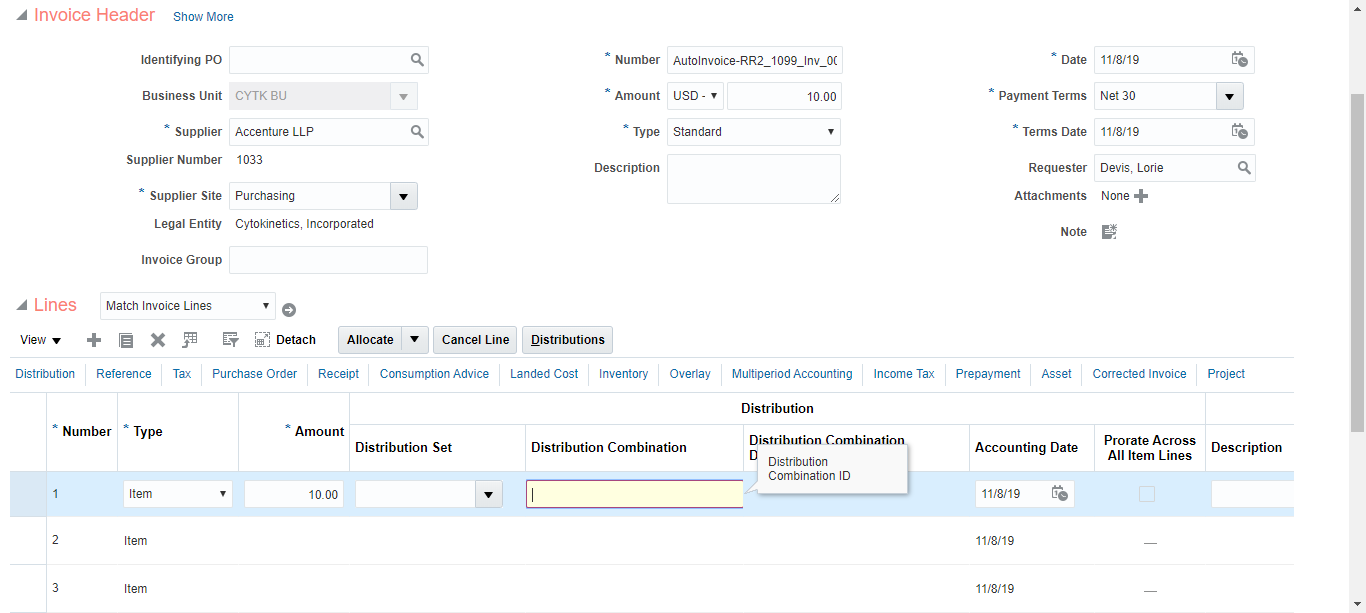 Invoice Header Show More
Identifying PO
* Number AutoInvoice-RR2_1099_Inv_00
* Date 11/8/19
Business Unit CYTK BU
* Amount USD - 10.00
* Payment Terms Net 30
* Supplier Accenture LLP
* Type Standard
* Terms Date 11/8/19
Supplier Number 1033
Description
Requester Devis, Lorie
* Supplier Site Purchasing
Attachments None
Legal Entity Cytokinetics, Incorporated
Note
Invoice Group
Lines Match Invoice Lines
View Detach Allocate Cancel Line Distributions
Distribution Reference Tax Purchase Order Receipt Consumption Advice Landed Cost Inventory Overlay Multiperiod Accounting Income Tax Prepayment Asset Corrected Invoice Project
Distribution
* Number * Type * Amount Distribution Set Distribution Combination Distribution Combination D Accounting Date Prorate Across All Item Lines Description
Distribution
Combination ID
1 Item 10.00 11/8/19
2 Item 11/8/19 —
3 Item 11/8/19 —